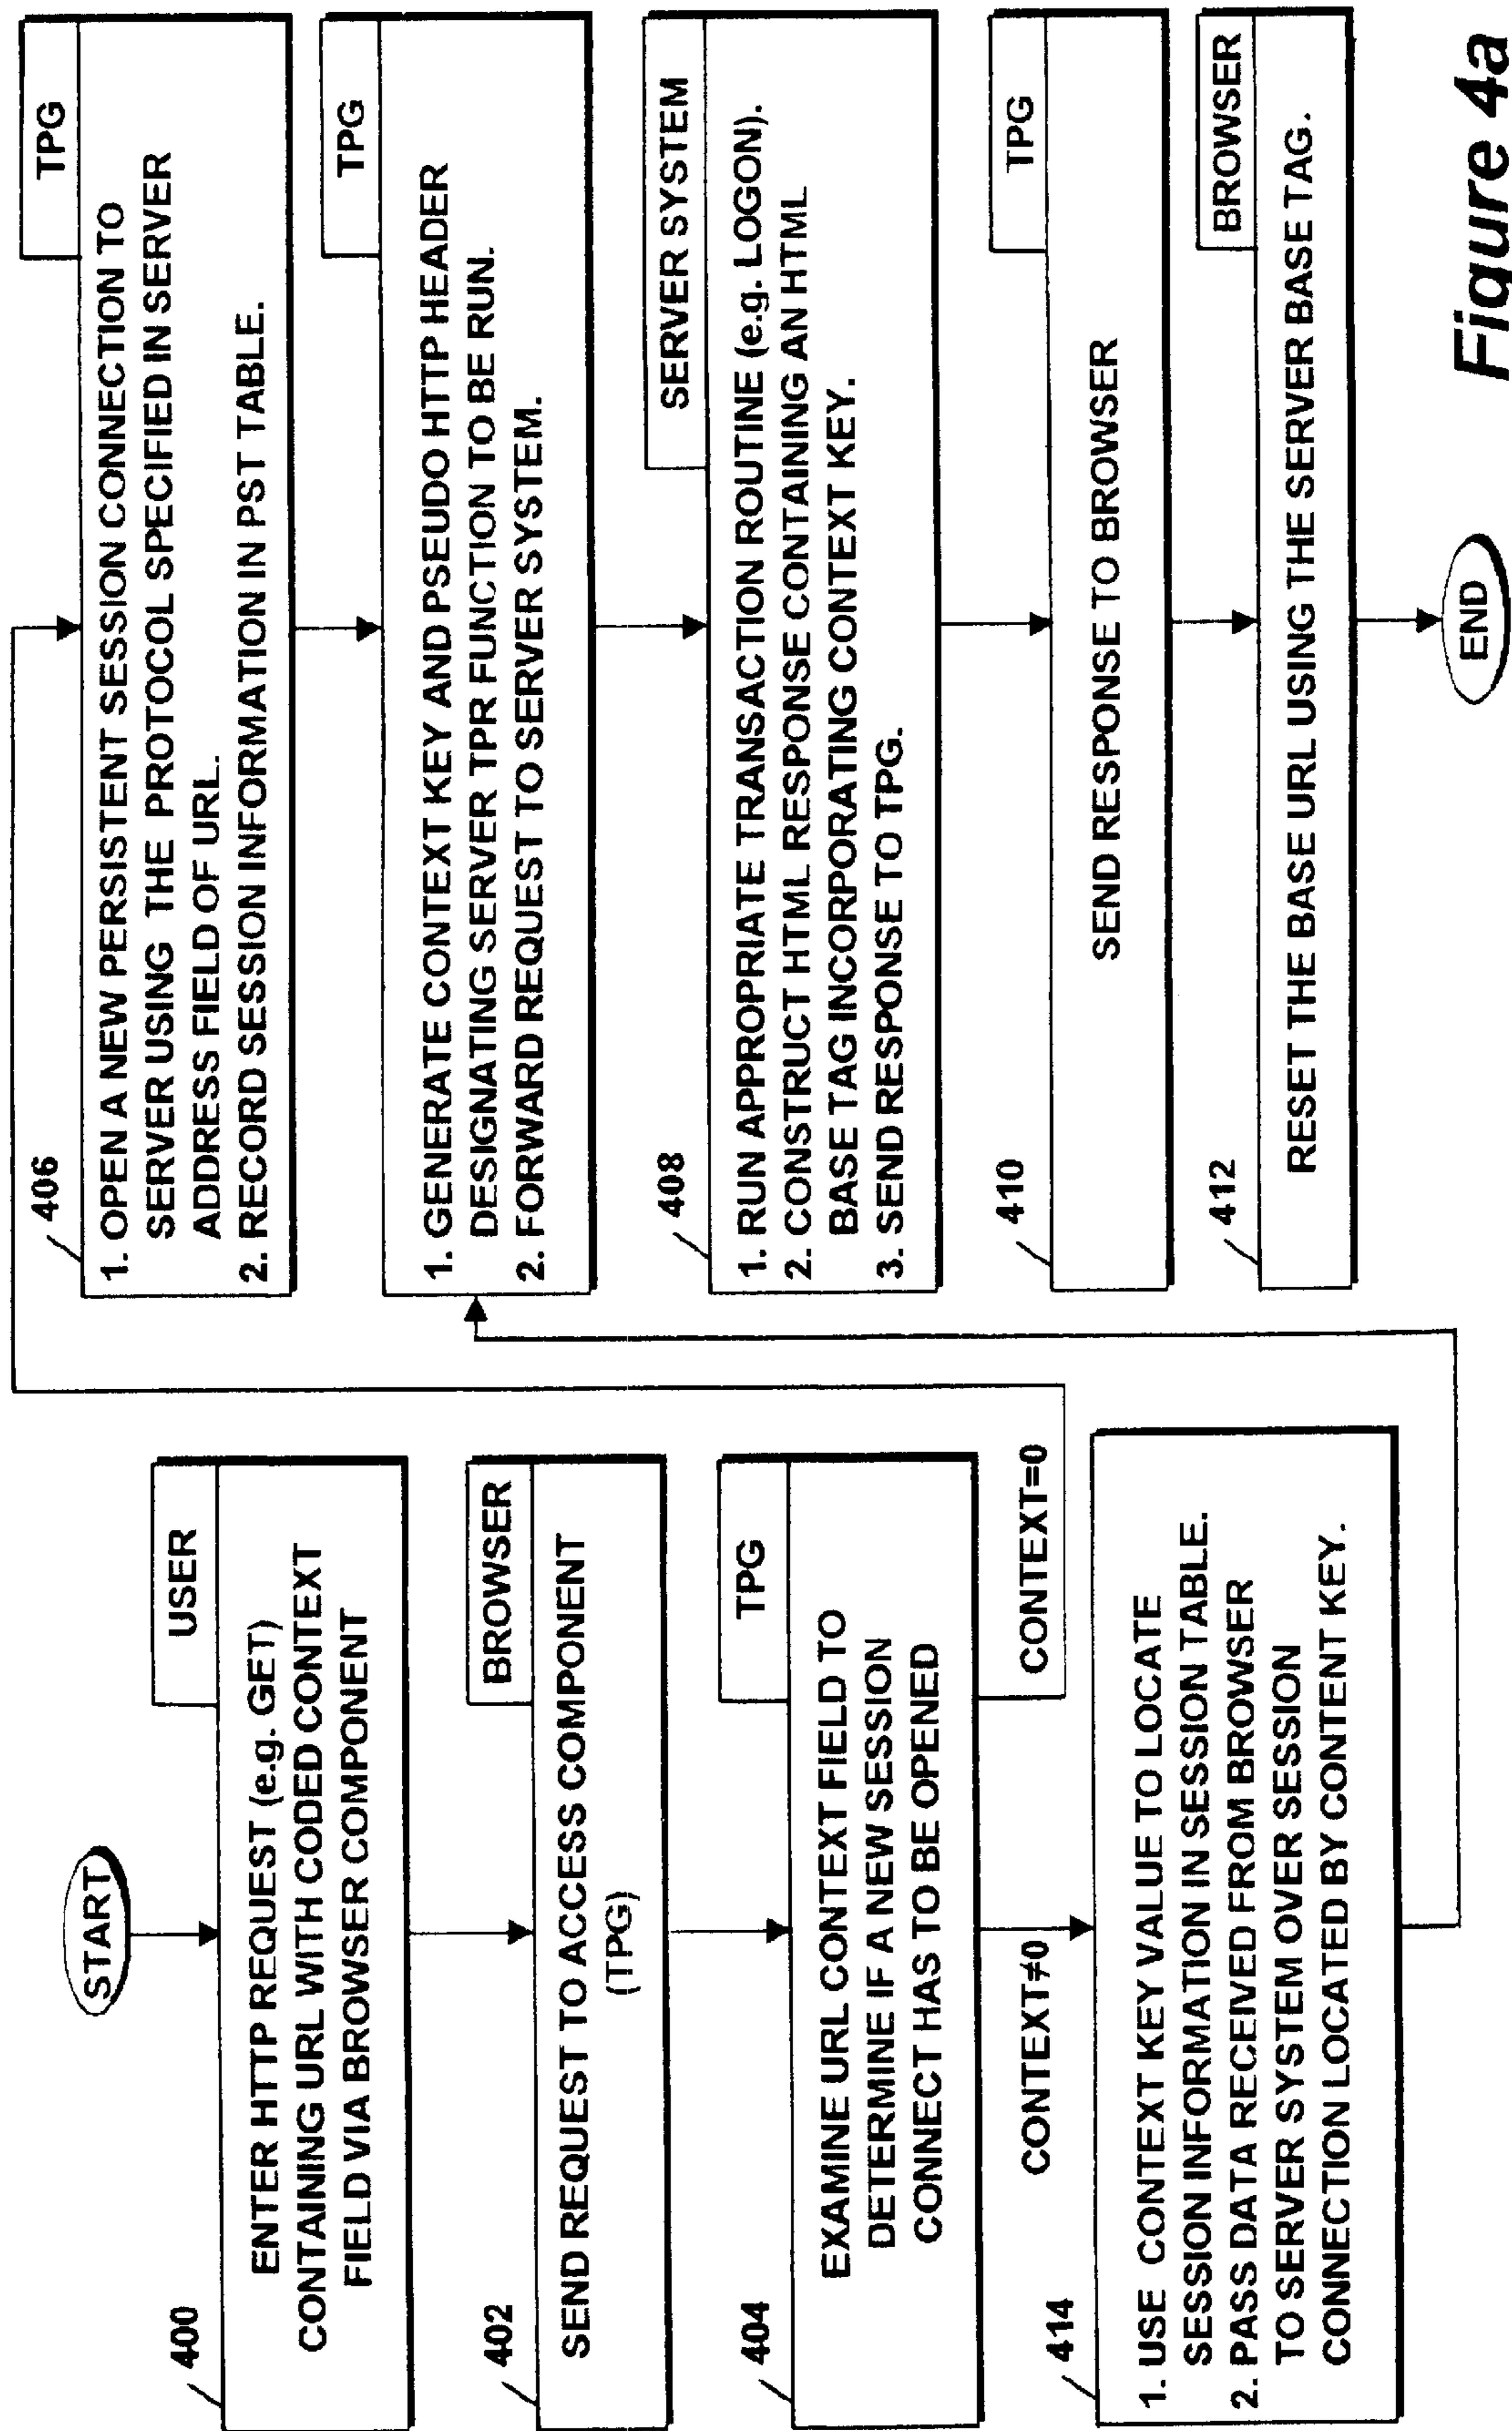 START
400
USER
ENTER HTTP REQUEST (e.g. GET)
CONTAINING URL WITH CODED CONTEXT
FIELD VIA BROWSER COMPONENT
402
BROWSER
SEND REQUEST TO ACCESS COMPONENT
(TPG)
404
TPG
EXAMINE URL CONTEXT FIELD TO
DETERMINE IF A NEW SESSION
CONNECT HAS TO BE OPENED
CONTEXT≠0
CONTEXT=0
414
1. USE CONTEXT KEY VALUE TO LOCATE
SESSION INFORMATION IN SESSION TABLE.
2. PASS DATA RECEIVED FROM BROWSER
TO SERVER SYSTEM OVER SESSION
CONNECTION LOCATED BY CONTENT KEY.
406
TPG
1. OPEN A NEW PERSISTENT SESSION CONNECTION TO
SERVER USING THE PROTOCOL SPECIFIED IN SERVER
ADDRESS FIELD OF URL.
2. RECORD SESSION INFORMATION IN PST TABLE.
TPG
1. GENERATE CONTEXT KEY AND PSEUDO HTTP HEADER
DESIGNATING SERVER TPR FUNCTION TO BE RUN.
2. FORWARD REQUEST TO SERVER SYSTEM.
408
SERVER SYSTEM
1. RUN APPROPRIATE TRANSACTION ROUTINE (e.g. LOGON).
2. CONSTRUCT HTML RESPONSE CONTAINING AN HTML
BASE TAG INCORPORATING CONTEXT KEY.
3. SEND RESPONSE TO TPG.
410
TPG
SEND RESPONSE TO BROWSER
412
BROWSER
RESET THE BASE URL USING THE SERVER BASE TAG.
END
Figure 4a